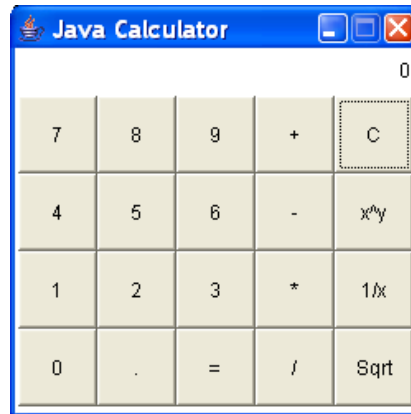 Java Calculator
0
7 8 9 + C
4 5 6 - x^y
1 2 3 * 1/x
0 . = / Sqrt